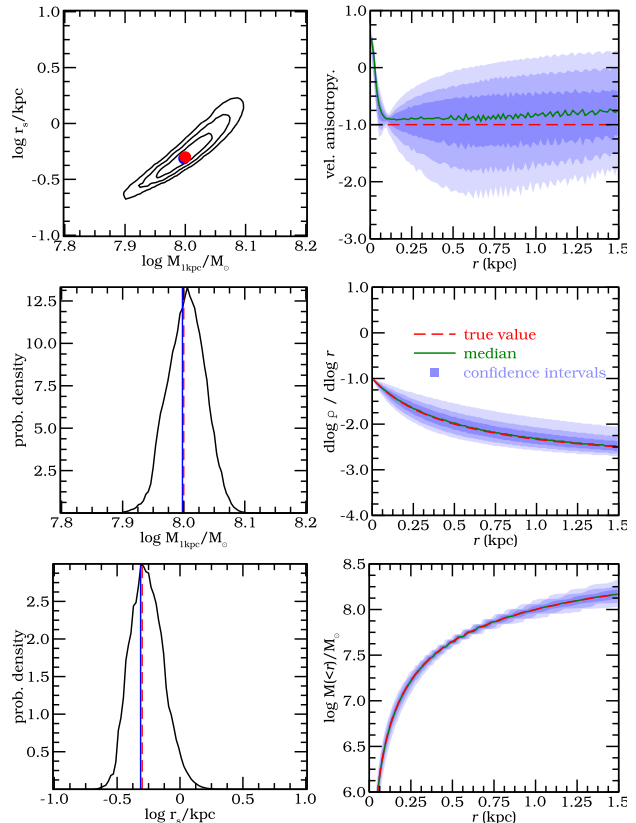 1.0
0.5
0
-0.5
-1.0
log r_s/kpc
7.8 7.9 8.0 8.1 8.2
log M_1kpc/M_⊙
1
0
-1.0
-2.0
-3.0
vel. anisotropy.
0 0.25 0.5 0.75 1.0 1.25 1.5
r (kpc)
12.5
10.0
7.5
5.0
2.5
prob. density
7.8 7.9 8.0 8.1 8.2
log M_1kpc/M_⊙
1
0
-1.0
-2.0
-3.0
-4.0
dlog ρ / dlog r
true value
median
confidence intervals
0 0.25 0.5 0.75 1.0 1.25 1.5
r (kpc)
2.5
2.0
1.5
1.0
0.5
prob. density
-1.0 -0.5 0 0.5 1.0
log r_s/kpc
8.5
8.0
7.5
7.0
6.5
6.0
log M(<r)/M_⊙
0 0.25 0.5 0.75 1.0 1.25 1.5
r (kpc)